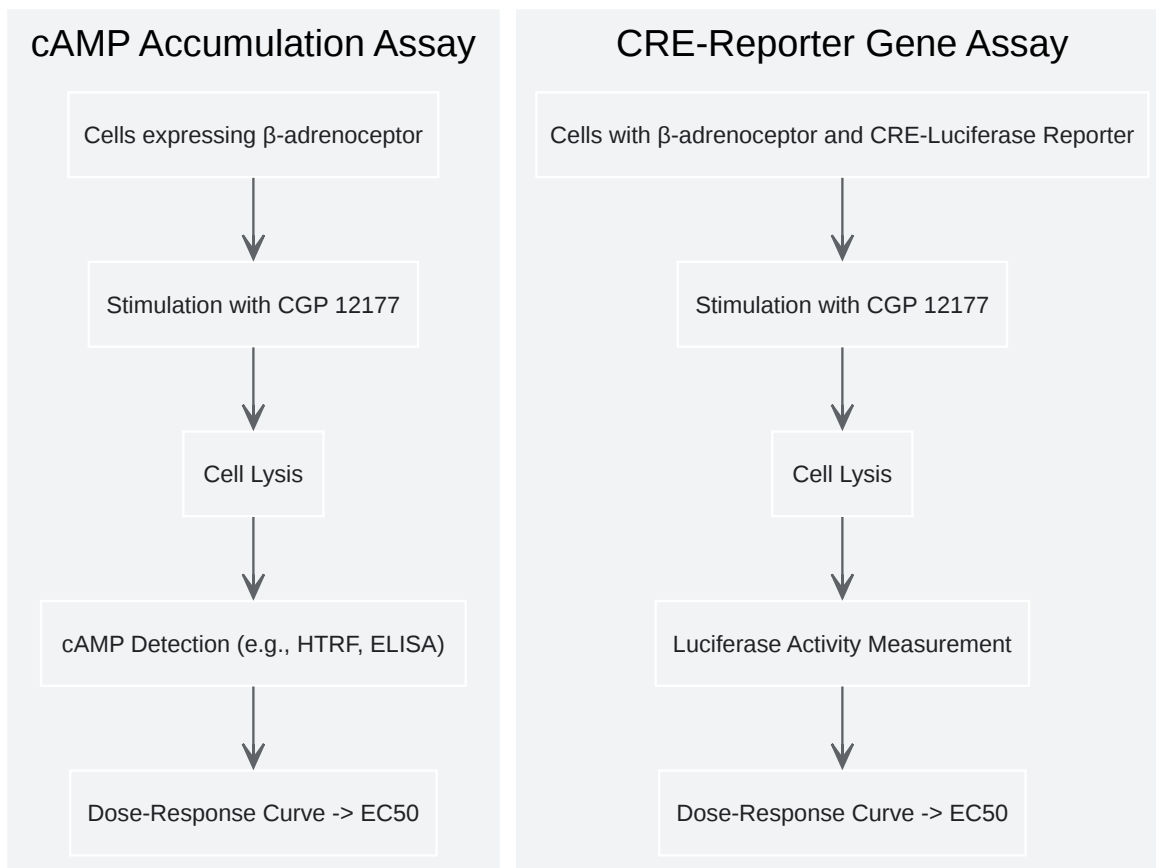 cAMP Accumulation Assay
Cells expressing β-adrenoceptor
Stimulation with CGP 12177
Cell Lysis
cAMP Detection (e.g., HTRF, ELISA)
Dose-Response Curve -> EC50
CRE-Reporter Gene Assay
Cells with β-adrenoceptor and CRE-Luciferase Reporter
Stimulation with CGP 12177
Cell Lysis
Luciferase Activity Measurement
Dose-Response Curve -> EC50